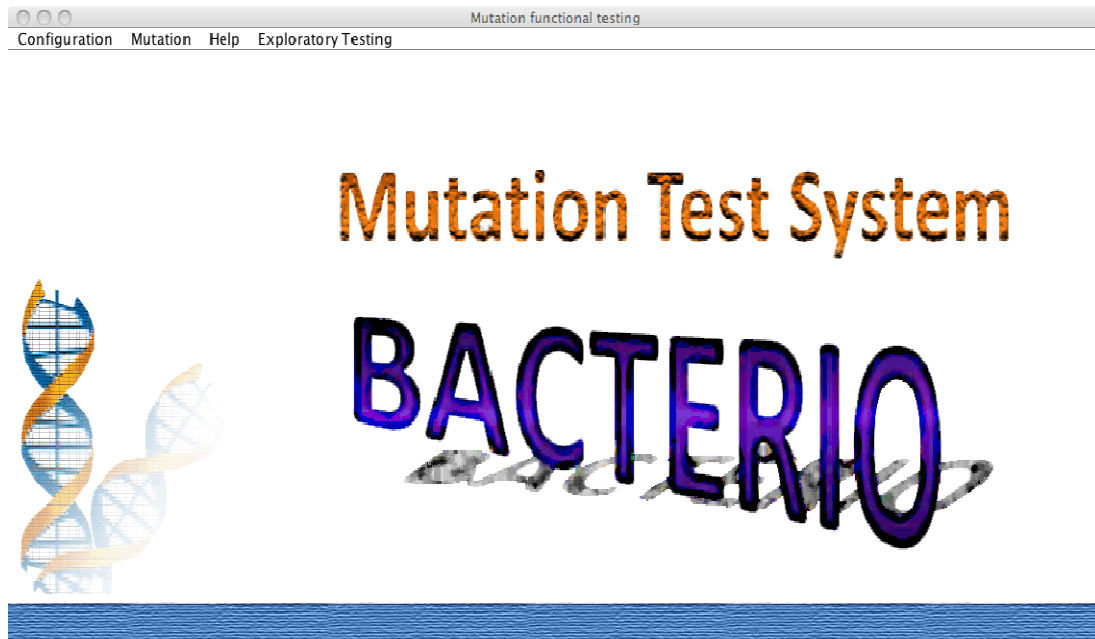 Mutation functional testing
Configuration Mutation Help Exploratory Testing
Mutation Test System
BACTERIO